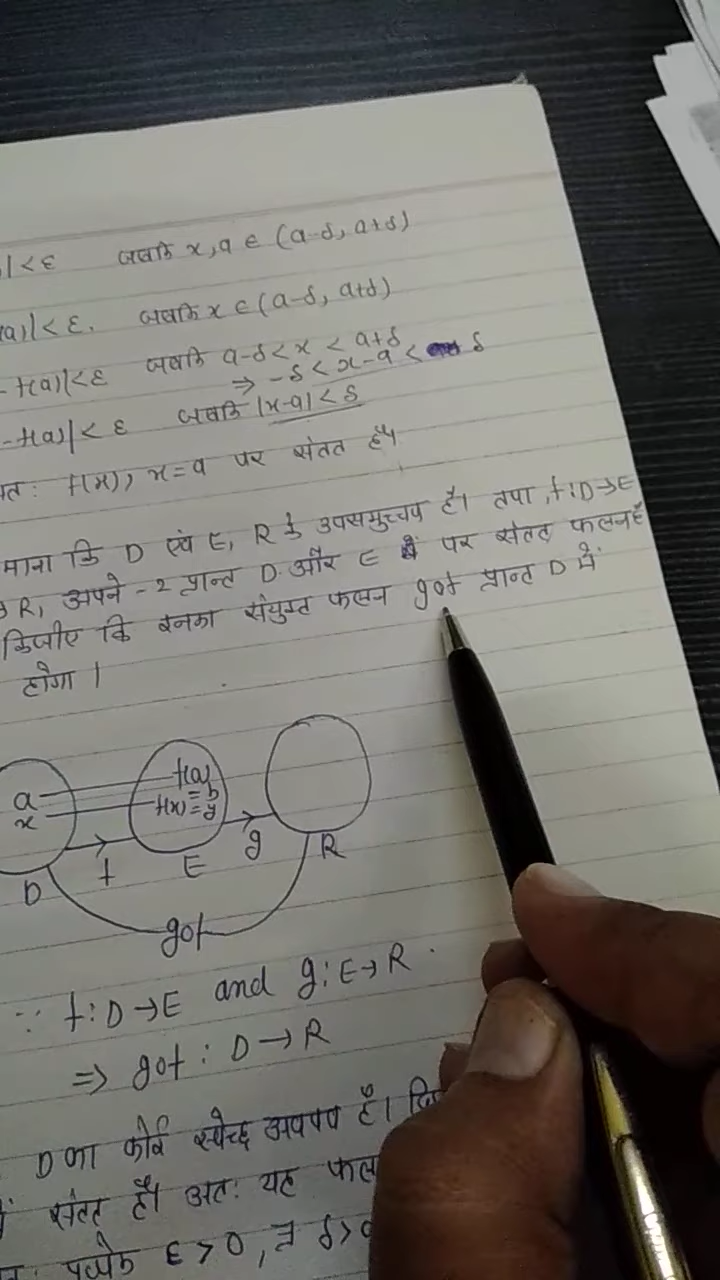 |<ε जबकि x,a ∈ (a-δ, a+δ)
(a)|<ε. जबकि x ∈ (a-δ, a+δ)
- f(a)|<ε जबकि a-δ < x < a+δ
⇒ -δ < x-a < δ
- f(a)|< ε जबकि |x-a| < δ
अतः f(x), x=a पर संतत है।
माना कि D एवं E, R के उपसमुच्चय है। तथा, f:D→E
R, अपने -2 प्रान्त D और E पर संतत फलन है
किजीए कि इनका संयुक्त फलन gof प्रान्त D में
होगा।
a
x
f(a)
= b
f(x) = y
f
g
D
E
R
gof
∵ f:D→E and g:E→R.
⇒ gof : D→R
D का कोई स्वेच्छ अवयव है।
संतत है। अतः यह
प्रत्येक ε > 0, ∃ δ>0